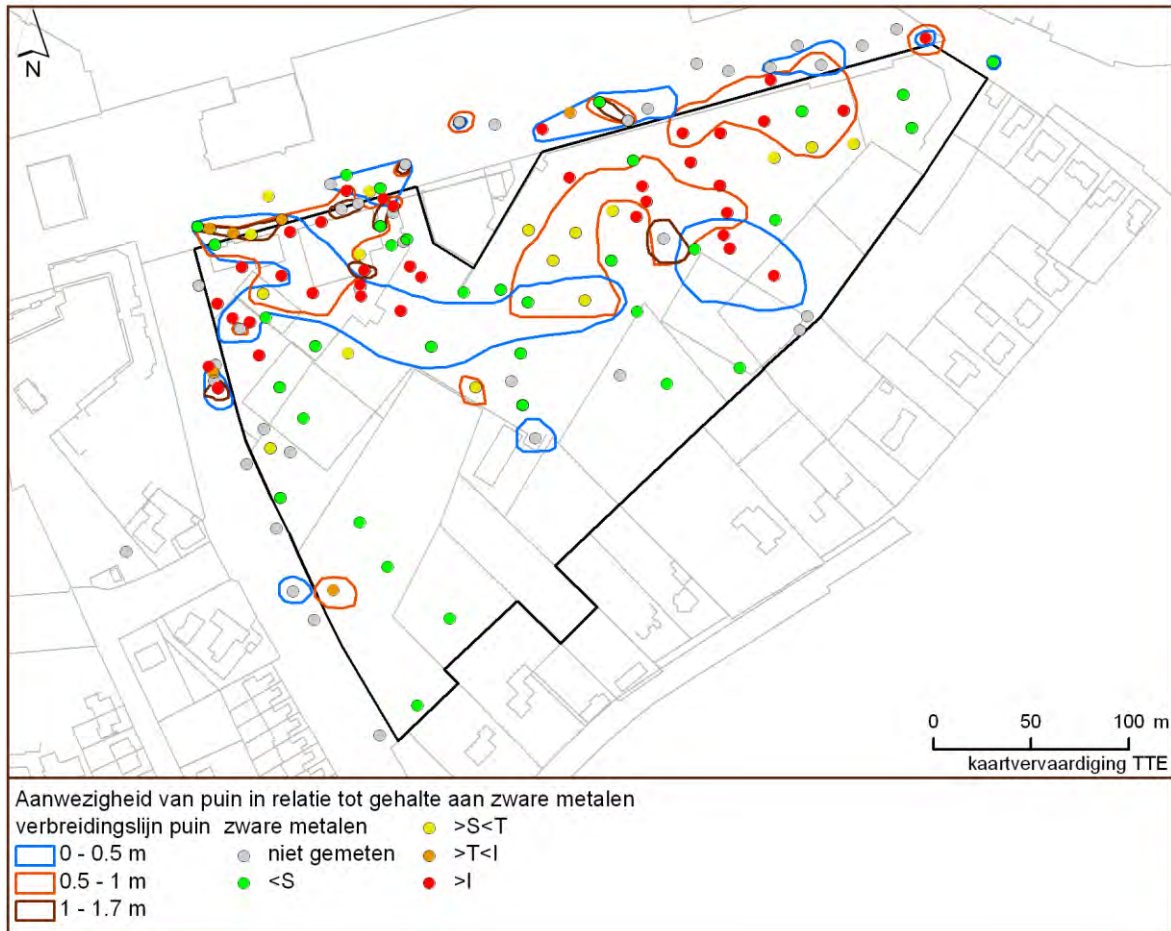 N
0 50 100 m
kaartvervaardiging TTE
Aanwezigheid van puin in relatie tot gehalte aan zware metalen
verbreidingslijn puin zware metalen >S<T
0 - 0.5 m niet gemeten >T<I
0.5 - 1 m <S >I
1 - 1.7 m